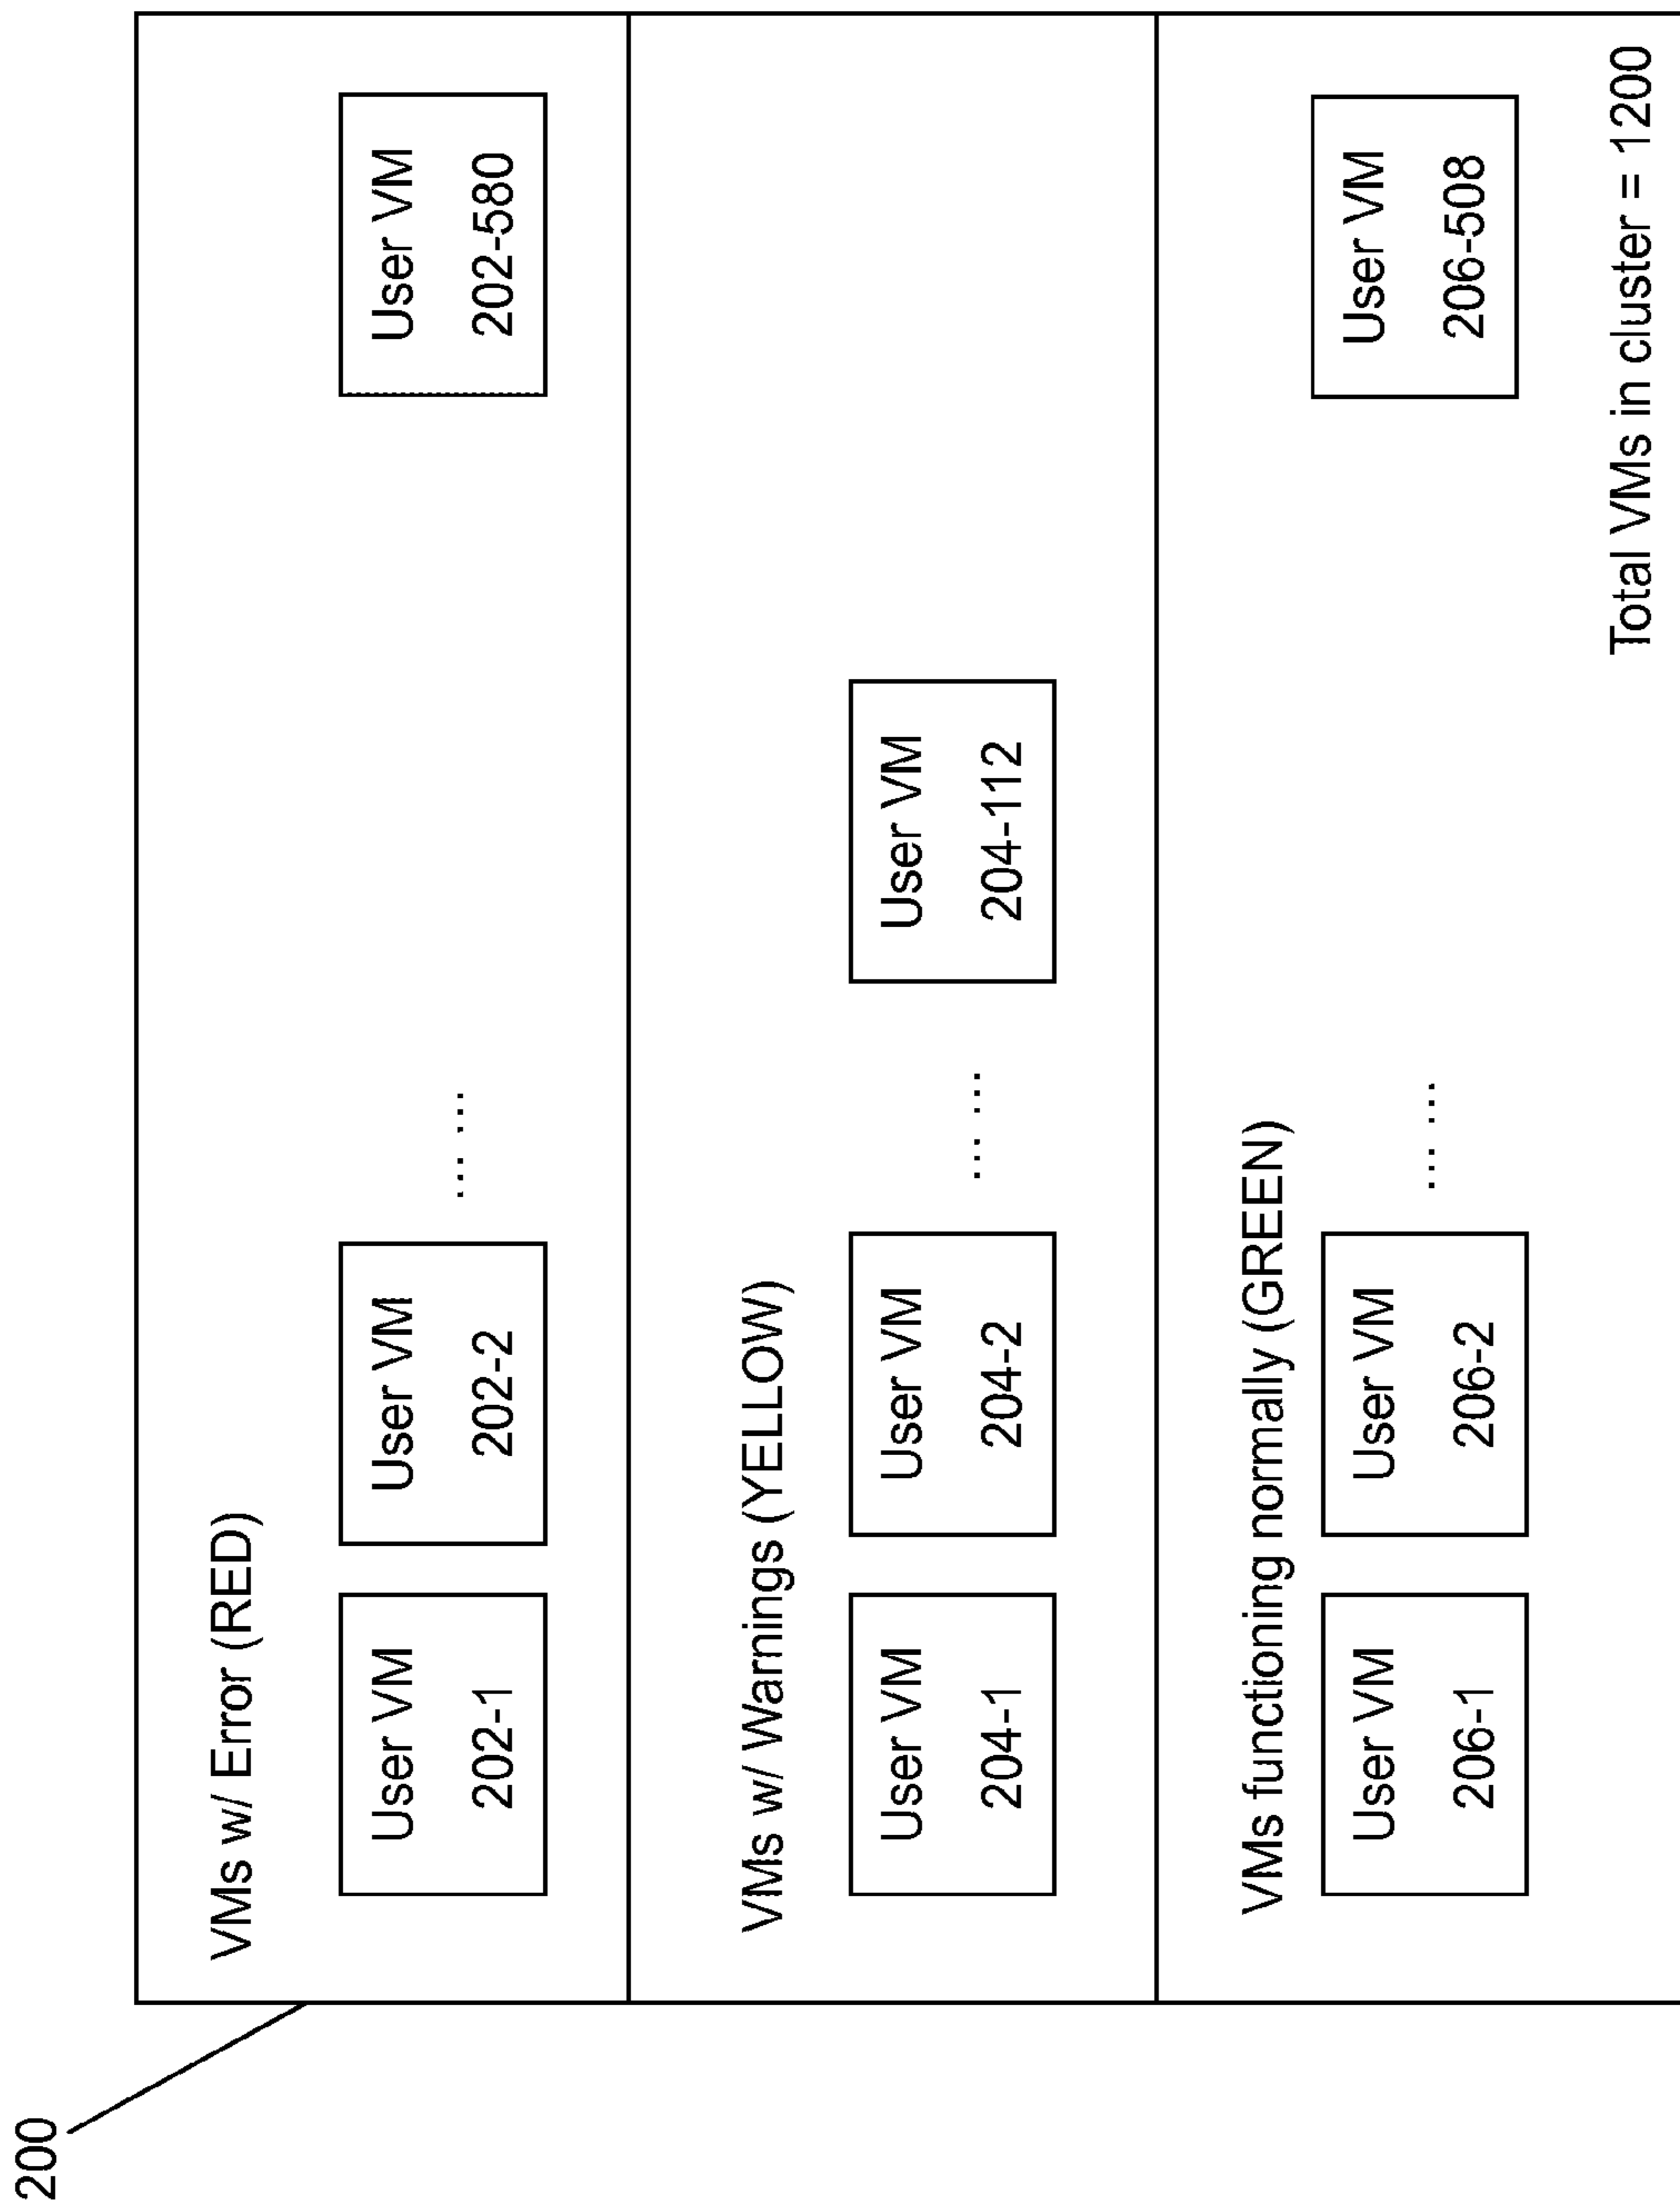 200
VMs w/ Error (RED)
User VM
202-1
User VM
202-2
... ...
User VM
202-580
VMs w/ Warnings (YELLOW)
User VM
204-1
User VM
204-2
... ...
User VM
204-112
VMs functioning normally (GREEN)
User VM
206-1
User VM
206-2
... ...
User VM
206-508
Total VMs in cluster = 1200